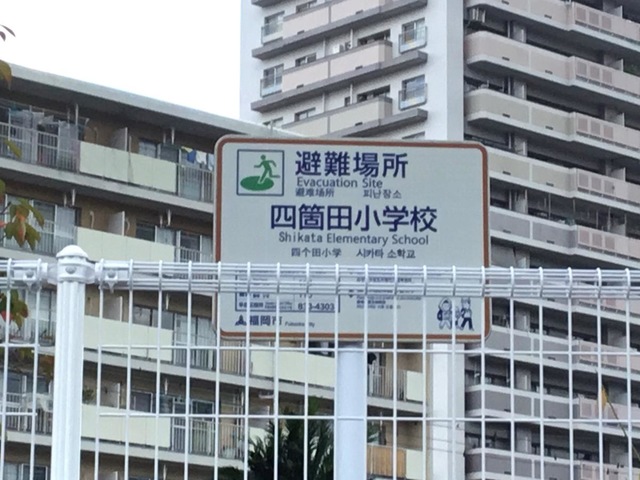 避難場所
Evacuation Site
避难场所 피난장소
四箇田小学校
Shikata Elementary School
四个田小学 시카타 소학교
福岡市